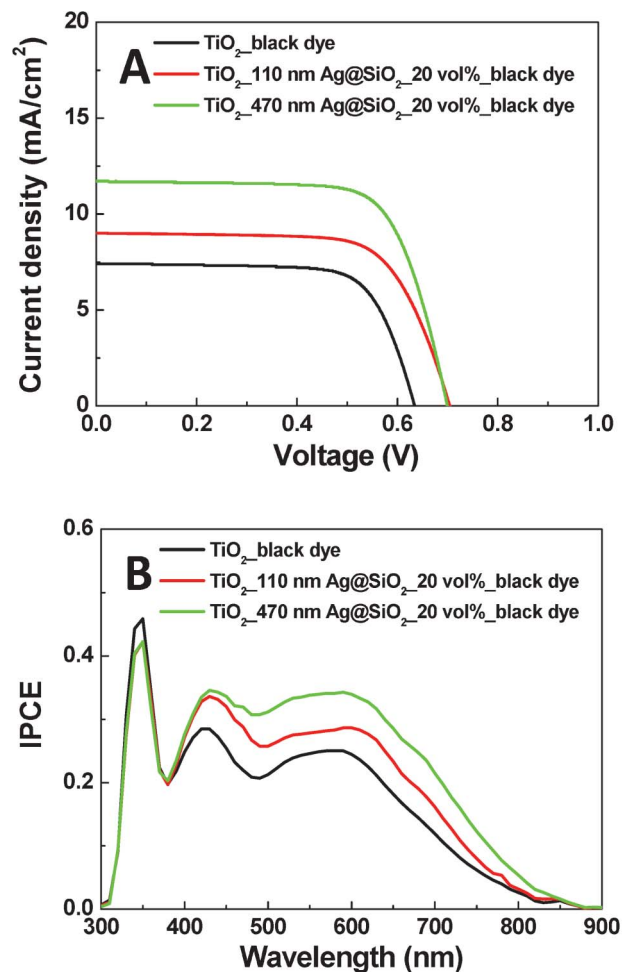 A
TiO₂_black dye
TiO₂_110 nm Ag@SiO₂_20 vol%_black dye
TiO₂_470 nm Ag@SiO₂_20 vol%_black dye
Current density (mA/cm²)
20
15
10
5
0
0.0 0.2 0.4 0.6 0.8 1.0
Voltage (V)
B
TiO₂_black dye
TiO₂_110 nm Ag@SiO₂_20 vol%_black dye
TiO₂_470 nm Ag@SiO₂_20 vol%_black dye
IPCE
0.6
0.4
0.2
0.0
300 400 500 600 700 800 900
Wavelength (nm)